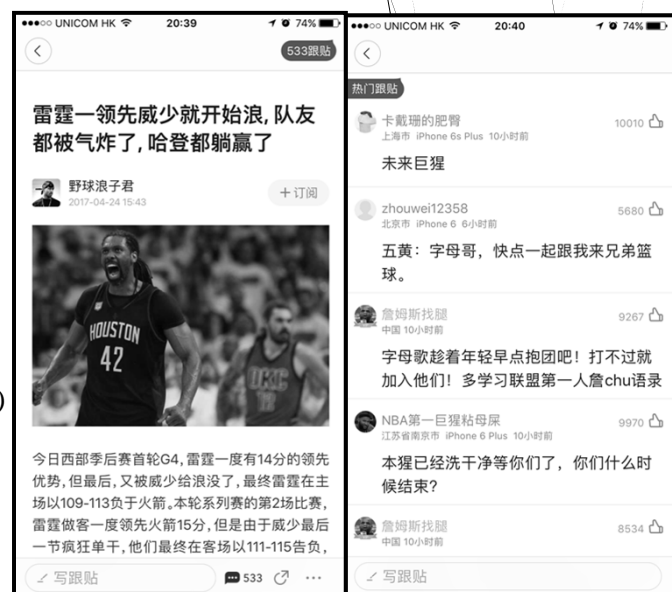 UNICOM HK
20:39
74%
533跟贴
雷霆一领先威少就开始浪,队友
都被气炸了,哈登都躺赢了
野球浪子君
2017-04-24 15:43
+订阅
HOUSTON
42
OKC
12
今日西部季后赛首轮G4,雷霆一度有14分的领先
优势,但最后,又被威少给浪没了,最终雷霆在主
场以109-113负于火箭。本轮系列赛的第2场比赛,
雷霆做客一度领先火箭15分,但是由于威少最后
一节疯狂单干,他们最终在客场以111-115告负,
写跟贴
533
)
UNICOM HK
20:40
74%
热门跟贴
卡戴珊的肥臀
10010
上海市 iPhone 6s Plus 10小时前
未来巨猩
zhouwei12358
5680
北京市 iPhone 6 6小时前
五黄：字母哥，快点一起跟我来兄弟篮
球。
詹姆斯找腿
9267
中国 10小时前
字母歌趁着年轻早点抱团吧！打不过就
加入他们！多学习联盟第一人詹chu语录
NBA第一巨猩粘母屎
9970
江苏省南京市 iPhone 6 Plus 10小时前
本猩已经洗干净等你们了，你们什么时
候结束?
詹姆斯找腿
8534
中国 10小时前
写跟贴